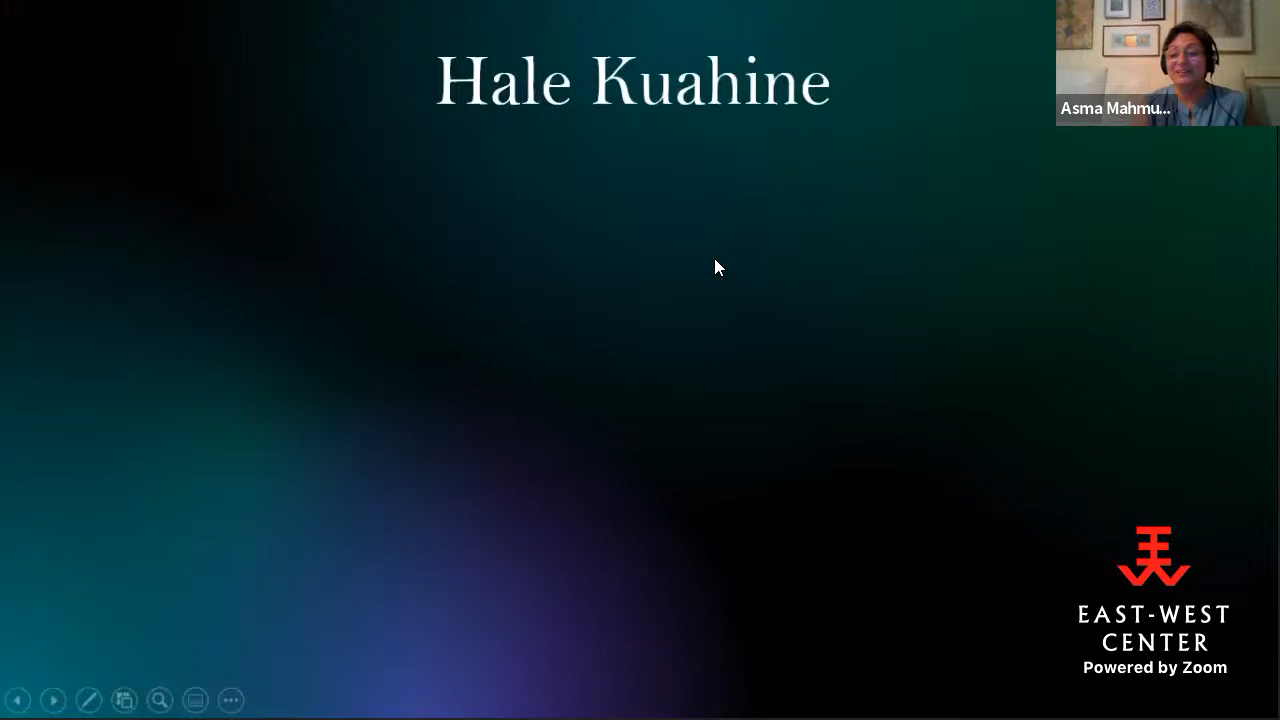 Hale Kuahine
Asma Mahmu...
EAST-WEST
CENTER
Powered by Zoom